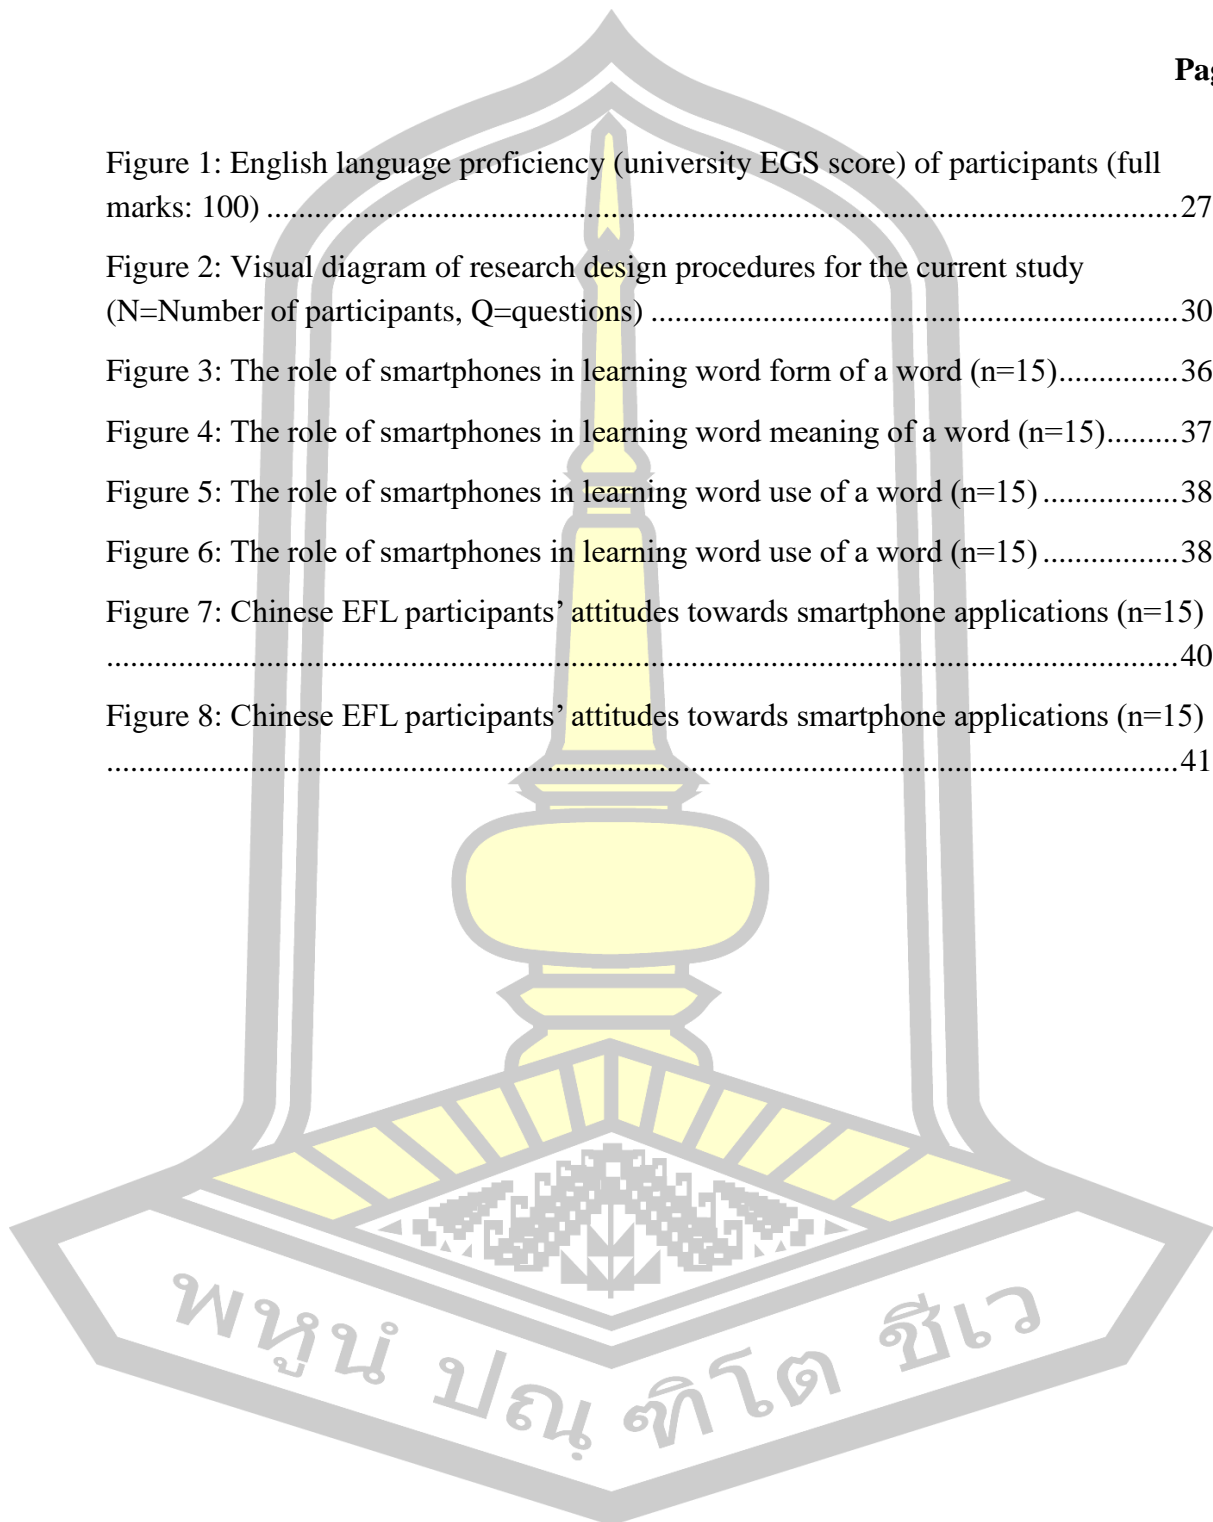 Pag
Figure 1: English language proficiency (university EGS score) of participants (full
marks: 100) ...................................................................................................................27
Figure 2: Visual diagram of research design procedures for the current study
(N=Number of participants, Q=questions) ..................................................................30
Figure 3: The role of smartphones in learning word form of a word (n=15)...............36
Figure 4: The role of smartphones in learning word meaning of a word (n=15).........37
Figure 5: The role of smartphones in learning word use of a word (n=15) .................38
Figure 6: The role of smartphones in learning word use of a word (n=15) .................38
Figure 7: Chinese EFL participants’ attitudes towards smartphone applications (n=15)
.......................................................................................................................................40
Figure 8: Chinese EFL participants’ attitudes towards smartphone applications (n=15)
.......................................................................................................................................41
พหูนํ ปณฺฑิโต ชีเว